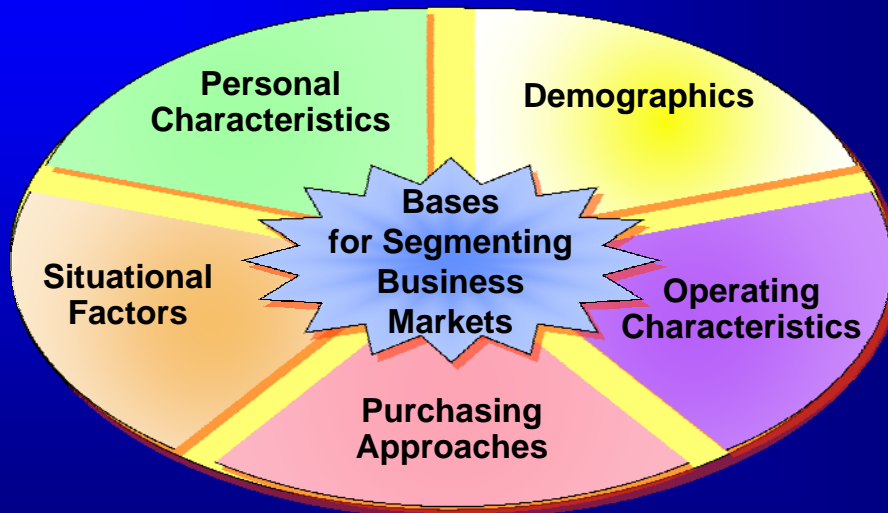 Personal
Characteristics
Demographics
Bases
for Segmenting
Business
Markets
Situational
Factors
Operating
Characteristics
Purchasing
Approaches